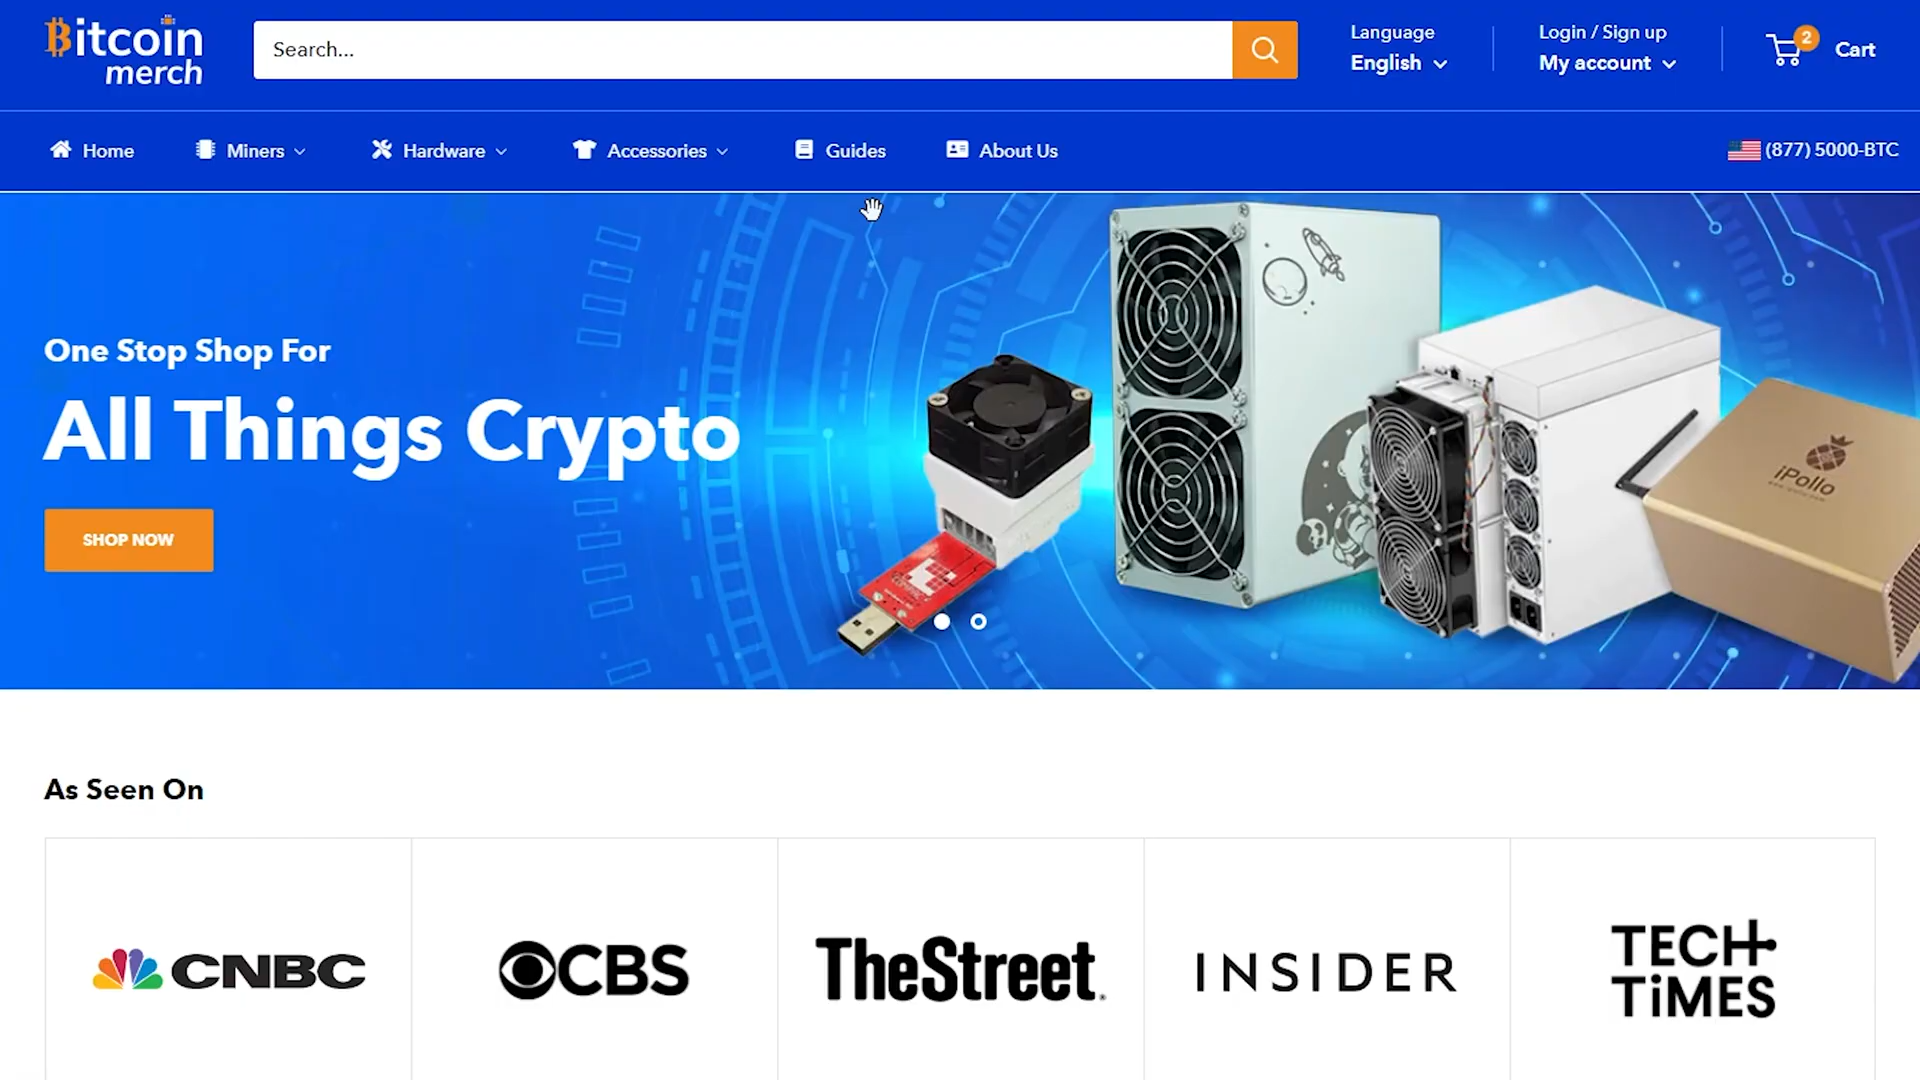 Bitcoin
merch
Search...
Language
English
Login / Sign up
My account
2
Cart
Home
Miners
Hardware
Accessories
Guides
About Us
(877) 5000-BTC
One Stop Shop For
All Things Crypto
SHOP NOW
iPollo
As Seen On
CNBC
CBS
TheStreet
INSIDER
TECH
TiMES